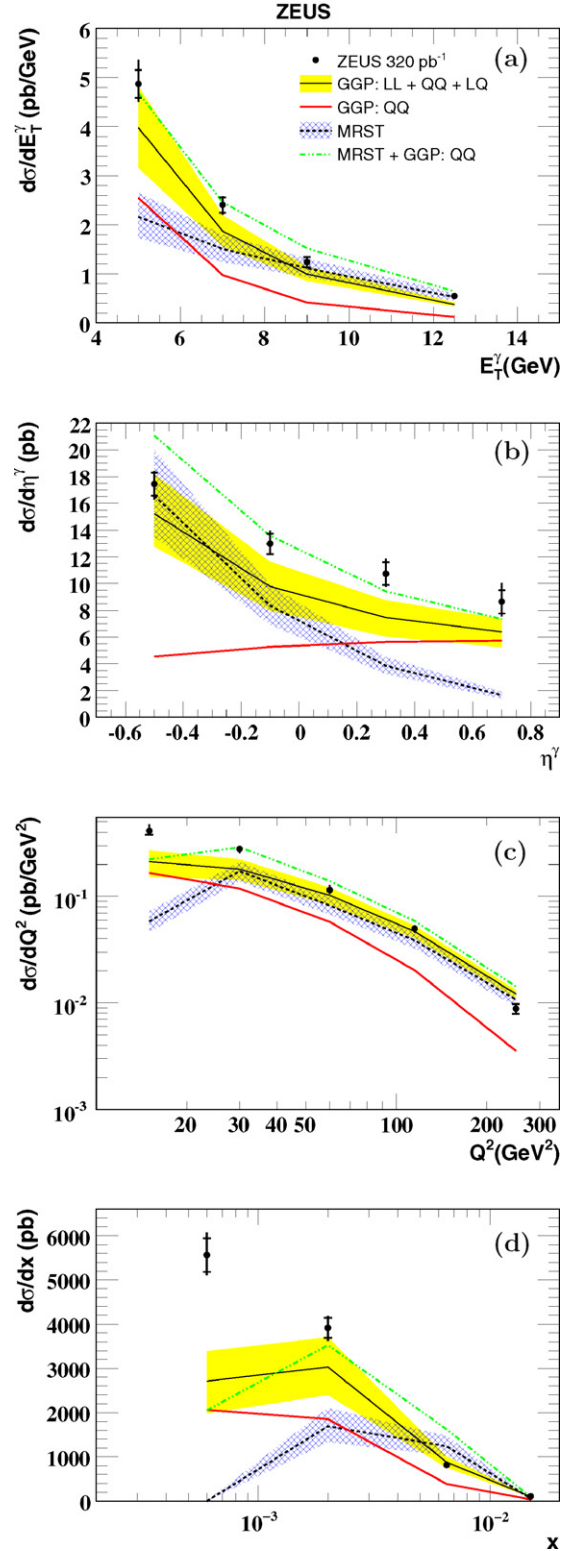 ZEUS
dσ/dE_T^γ (pb/GeV)
6
5
4
3
2
1
0
(a)
ZEUS 320 pb⁻¹
GGP: LL + QQ + LQ
GGP: QQ
MRST
MRST + GGP: QQ
4 6 8 10 12 14
E_T^γ(GeV)
dσ/dη^γ (pb)
22
20
18
16
14
12
10
8
6
4
2
0
(b)
-0.6 -0.4 -0.2 0 0.2 0.4 0.6 0.8
η^γ
dσ/dQ² (pb/GeV²)
10⁻¹
10⁻²
10⁻³
(c)
20 30 40 50 100 200 300
Q²(GeV²)
dσ/dx (pb)
6000
5000
4000
3000
2000
1000
0
(d)
10⁻³ 10⁻²
x